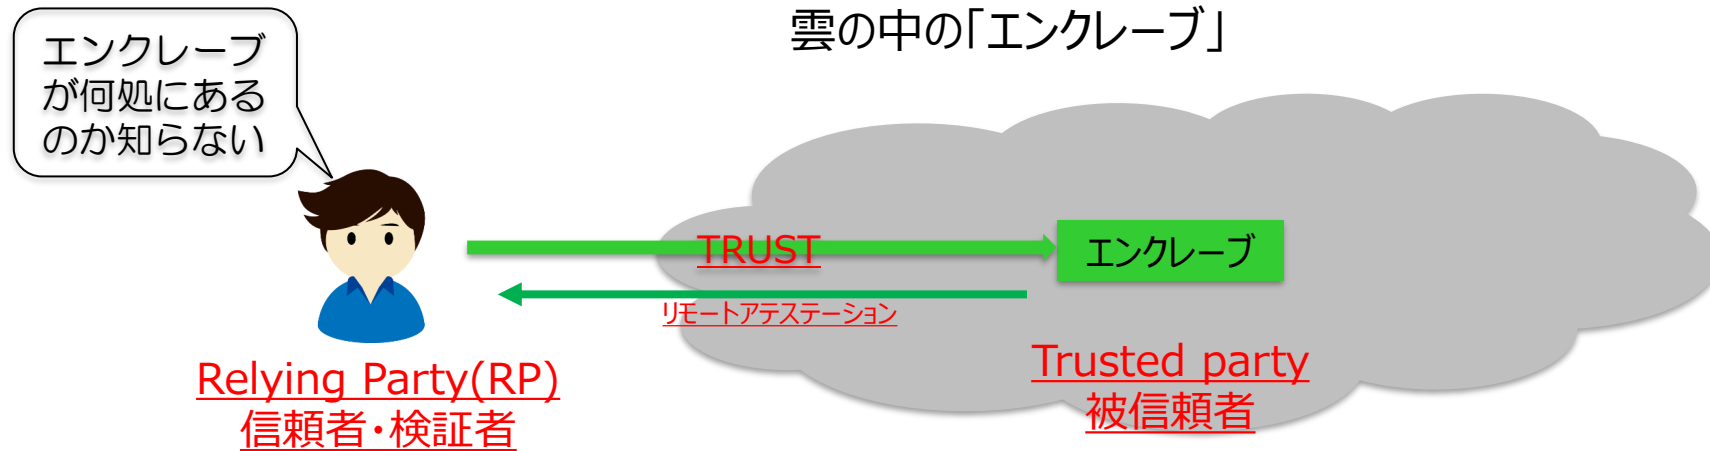 雲の中の「エンクレーブ」
エンクレーブ
が何処にある
のか知らない
TRUST
エンクレーブ
リモートアテステーション
Relying Party(RP)
信頼者・検証者
Trusted party
被信頼者